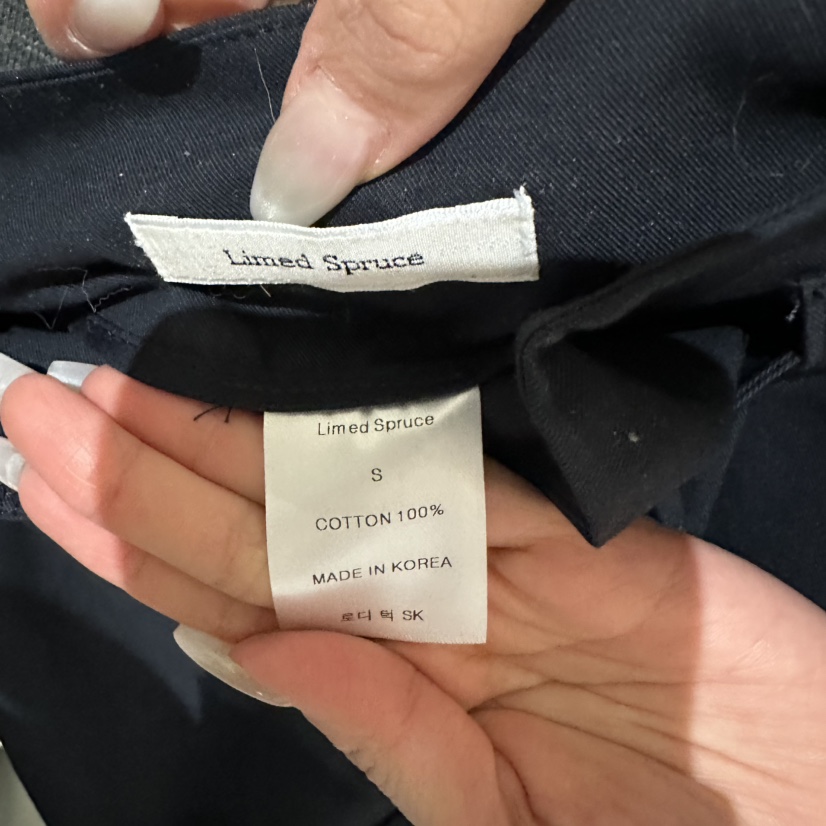 Limed Spruce
Limed Spruce
S
COTTON 100%
MADE IN KOREA
로디 턱 SK